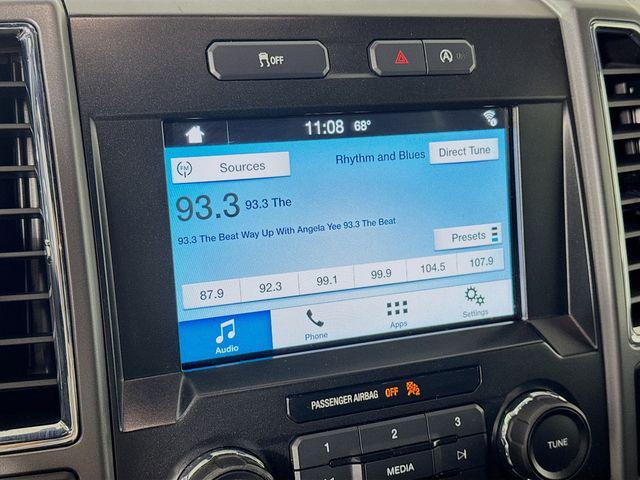 OFF
A
11:08 68°
FM Sources Rhythm and Blues Direct Tune
93.3 93.3 The
93.3 The Beat Way Up With Angela Yee 93.3 The Beat
Presets
87.9 92.3 99.1 99.9 104.5 107.9
Audio Phone Apps Settings
PASSENGER AIRBAG OFF
1 2 3
MEDIA
TUNE